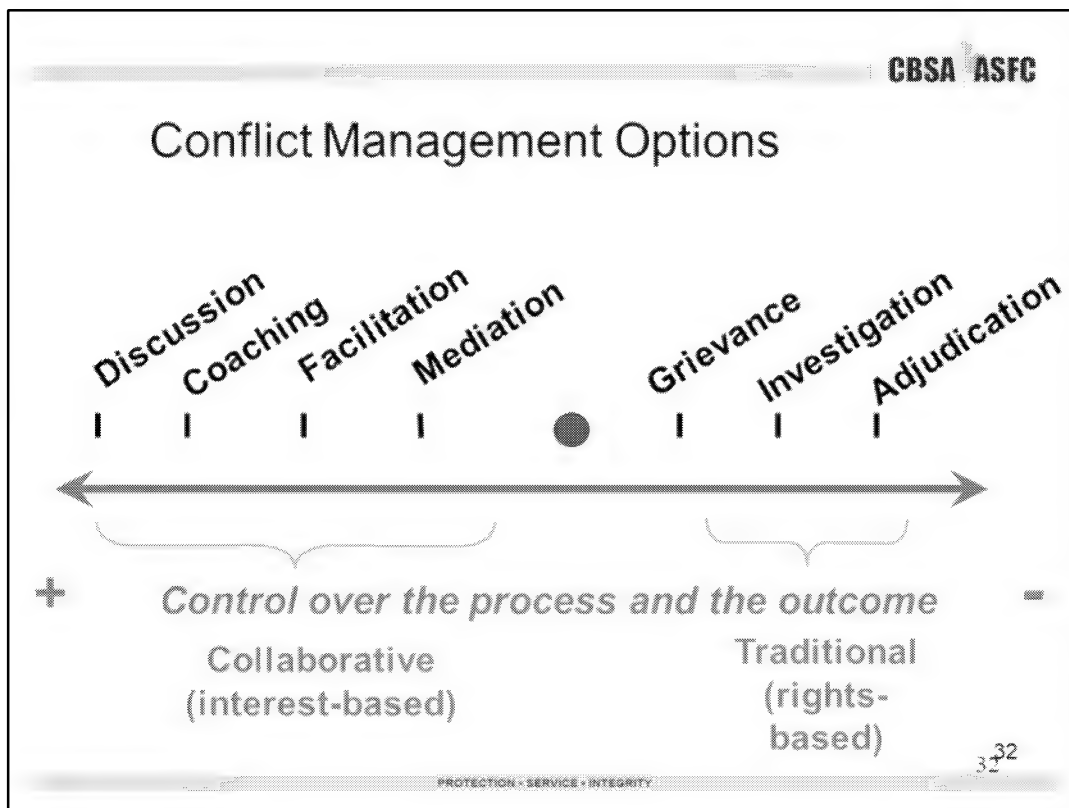 CBSA ASFC
Conflict Management Options
Discussion
Coaching
Facilitation
Mediation
Grievance
Investigation
Adjudication
+ Control over the process and the outcome -
Collaborative
(interest-based)
Traditional
(rights-
based)
32
32
PROTECTION • SERVICE • INTEGRITY